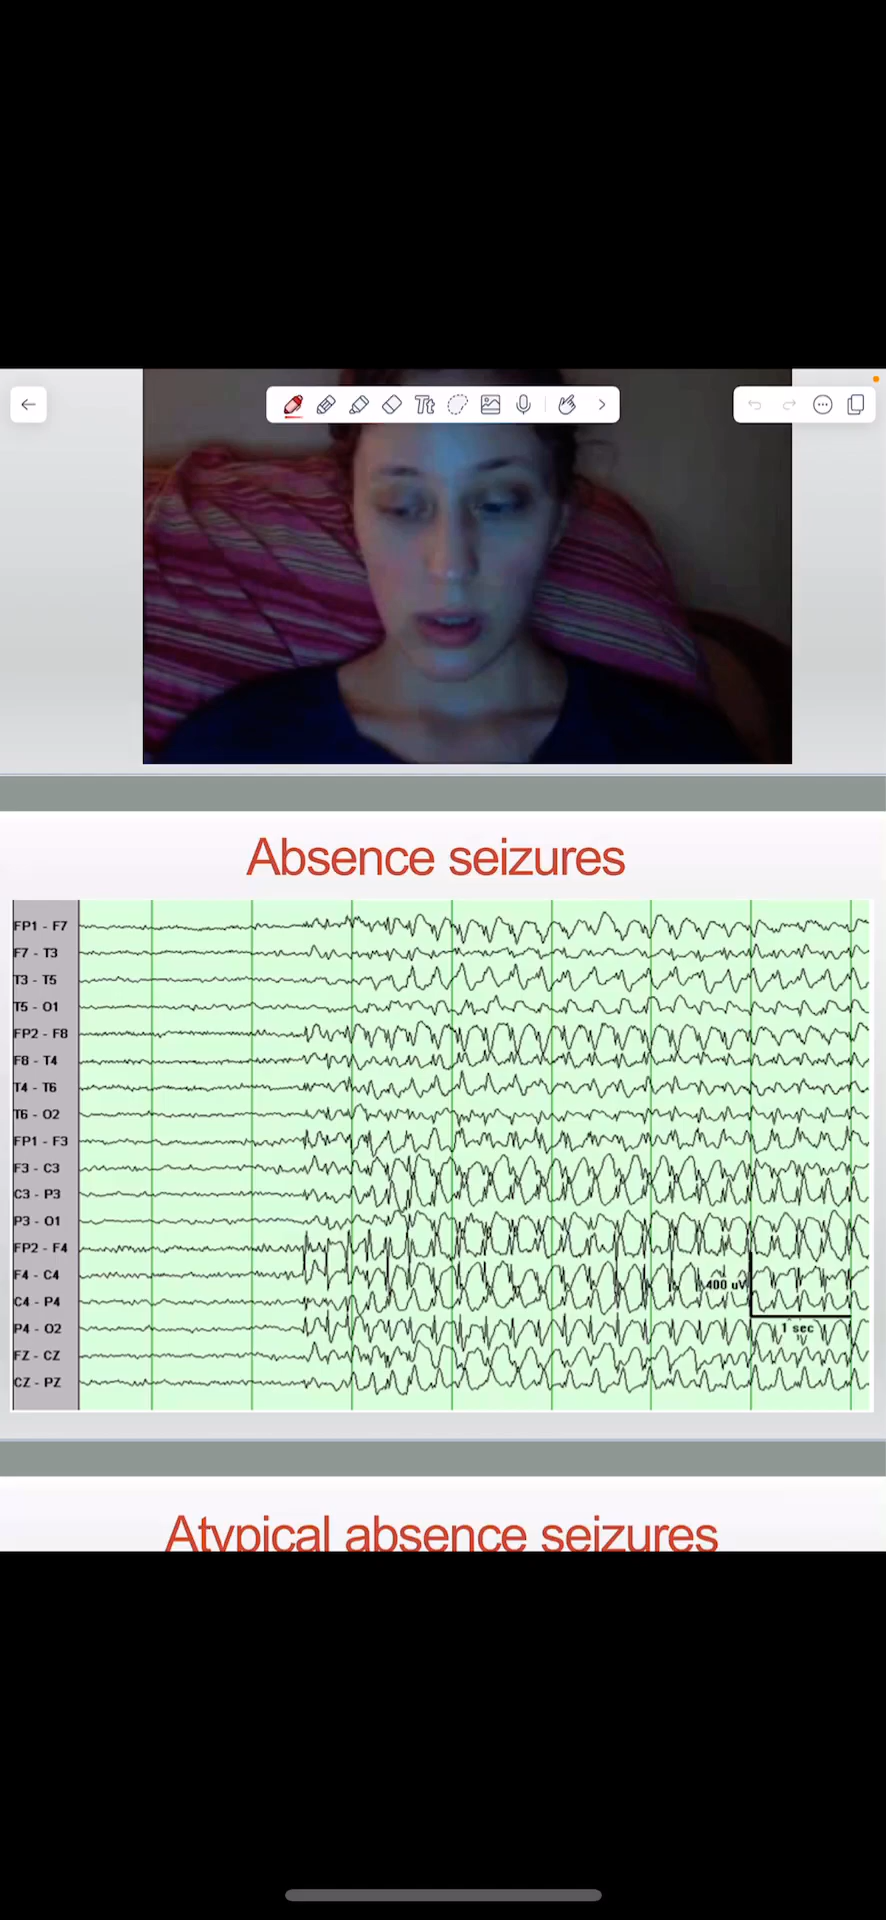 Tt
Absence seizures
FP1 - F7
F7 - T3
T3 - T5
T5 - O1
FP2 - F8
F8 - T4
T4 - T6
T6 - O2
FP1 - F3
F3 - C3
C3 - P3
P3 - O1
FP2 - F4
F4 - C4
C4 - P4
P4 - O2
FZ - CZ
CZ - PZ
400 uV
1 sec
Atypical absence seizures